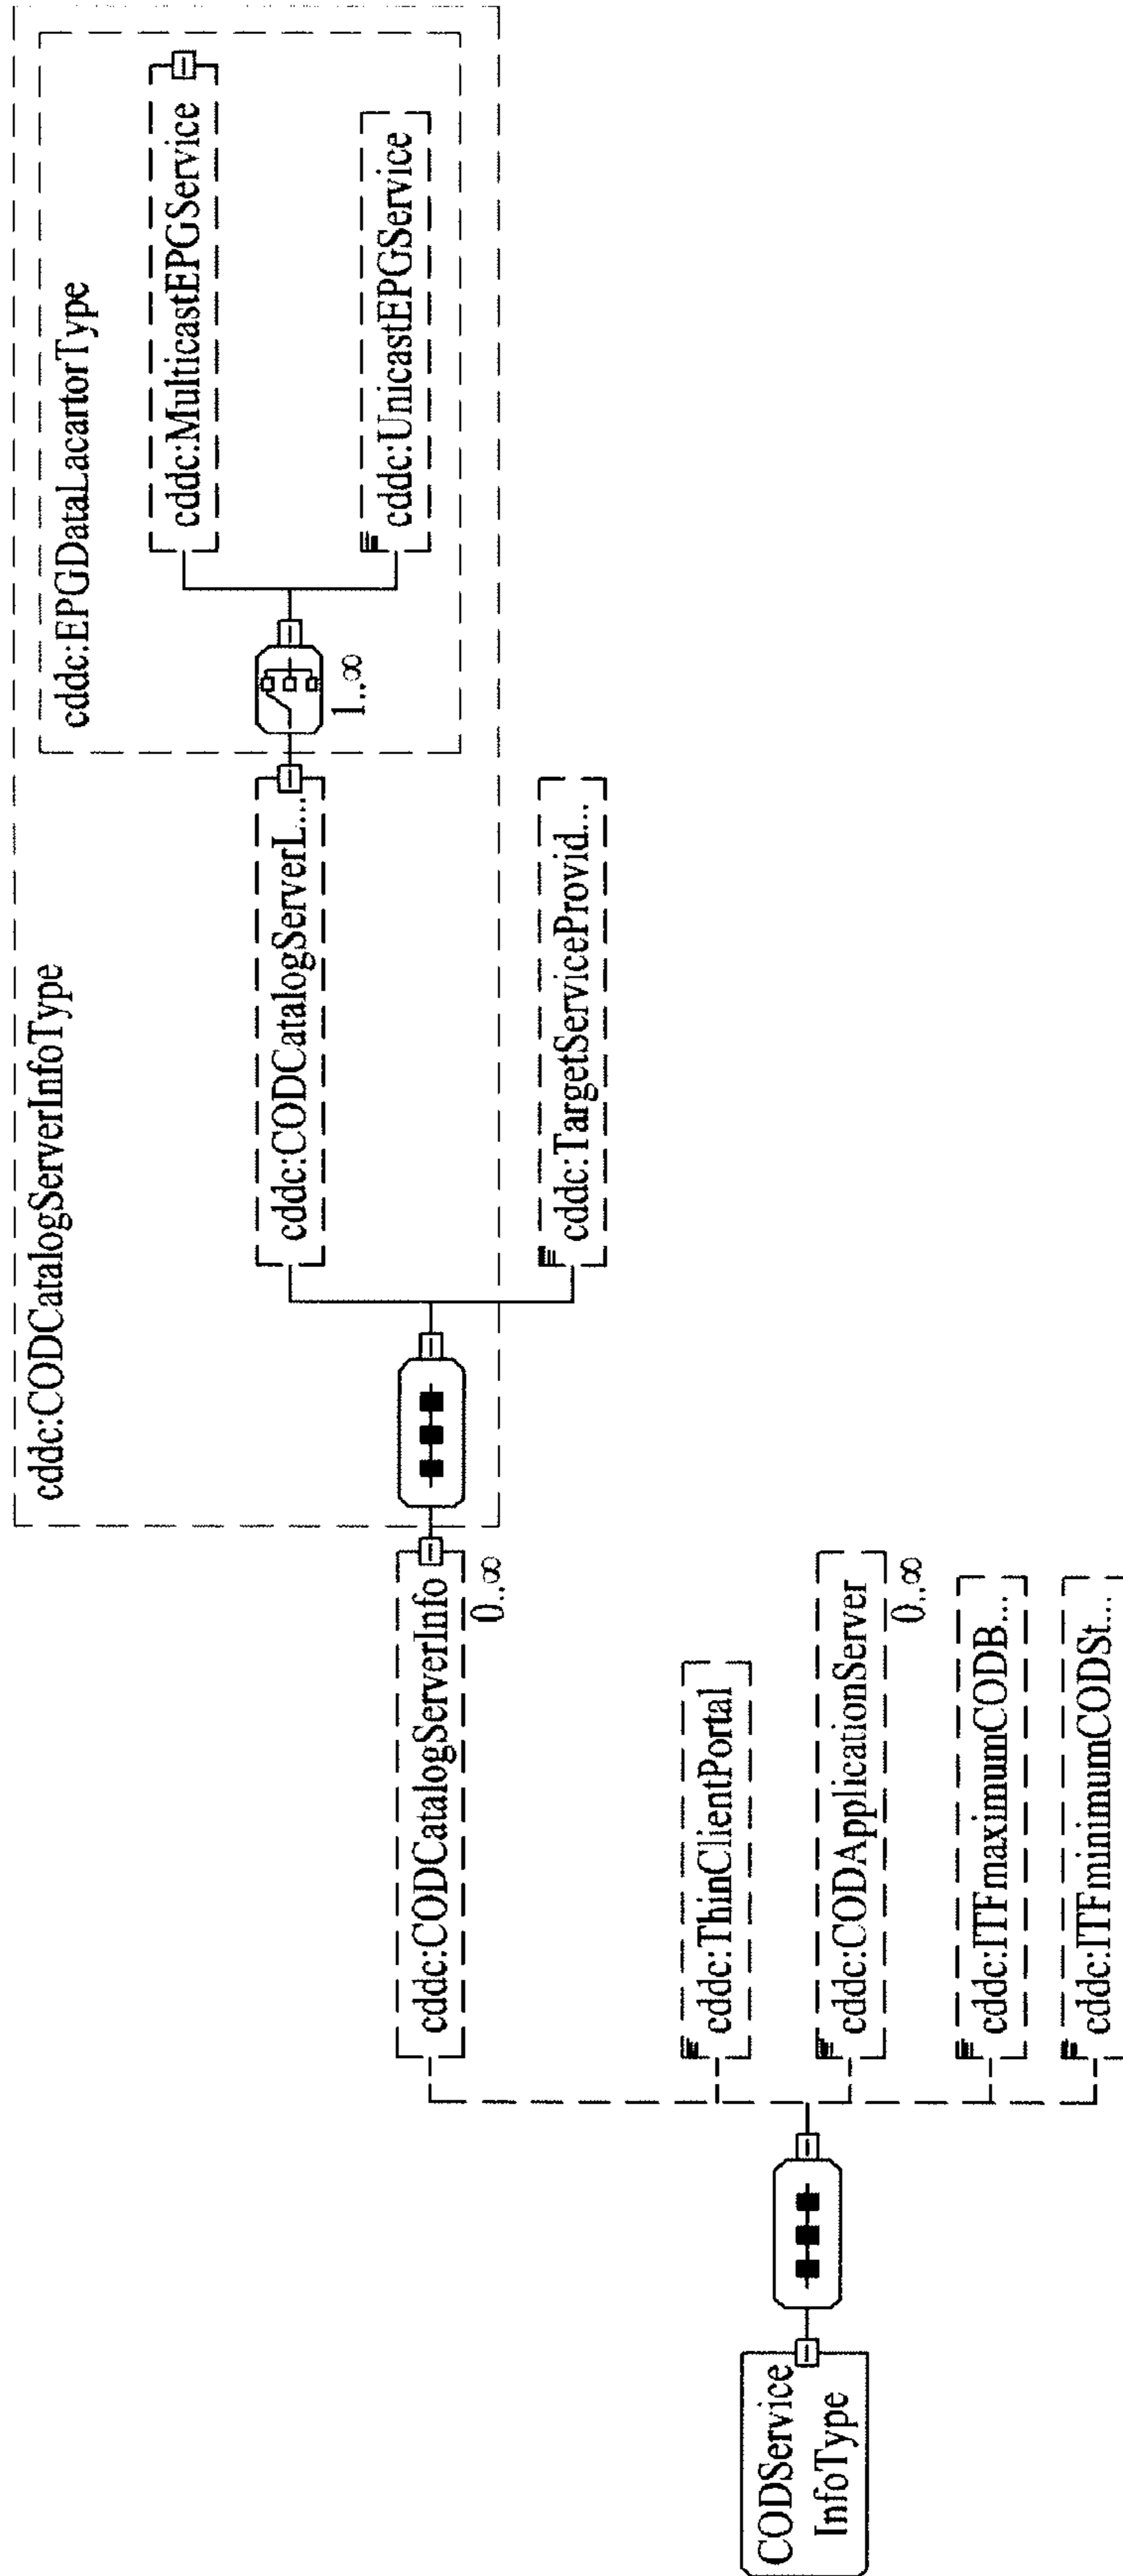 cddc:CODCatalogServerInfoType
cddc:EPGDataLacartorType
cddc:MulticastEPGService
cddc:CODCatalogServerL...
1..∞
cddc:UnicastEPGService
cddc:CODCatalogServerInfo
0..∞
cddc:TargetServiceProvid...
cddc:ThinClientPortal
CODService
InfoType
cddc:CODApplicationServer
0..∞
cddc:ITFmaximumCODB...
cddc:ITFminimumCODSt...